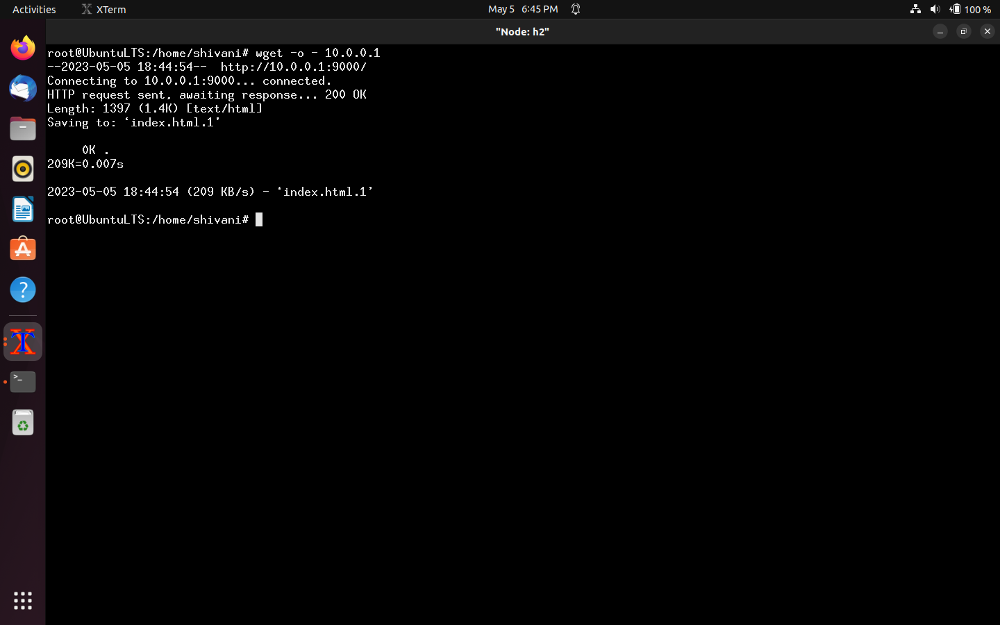 Activities XTerm May 5 6:45 PM 100 %
"Node: h2"
root@UbuntuLTS:/home/shivani# wget -o - 10.0.0.1
--2023-05-05 18:44:54-- http://10.0.0.1:9000/
Connecting to 10.0.0.1:9000... connected.
HTTP request sent, awaiting response... 200 OK
Length: 1397 (1.4K) [text/html]
Saving to: ‘index.html.1’
0K .
209K=0.007s
2023-05-05 18:44:54 (209 KB/s) - ‘index.html.1’
root@UbuntuLTS:/home/shivani#